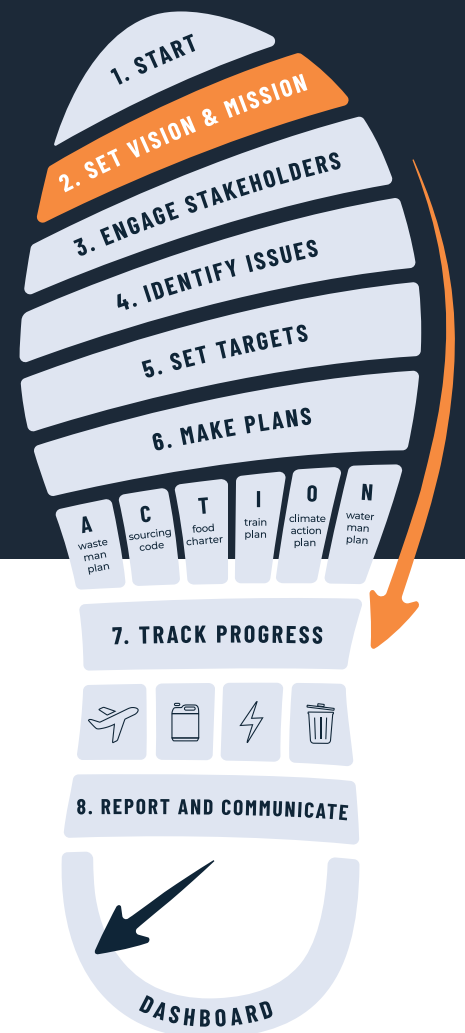 1. START
2. SET VISION & MISSION
3. ENGAGE STAKEHOLDERS
4. IDENTIFY ISSUES
5. SET TARGETS
6. MAKE PLANS
A
waste
man
plan
C
sourcing
code
T
food
charter
I
train
plan
O
climate
action
plan
N
water
man
plan
7. TRACK PROGRESS
8. REPORT AND COMMUNICATE
DASHBOARD